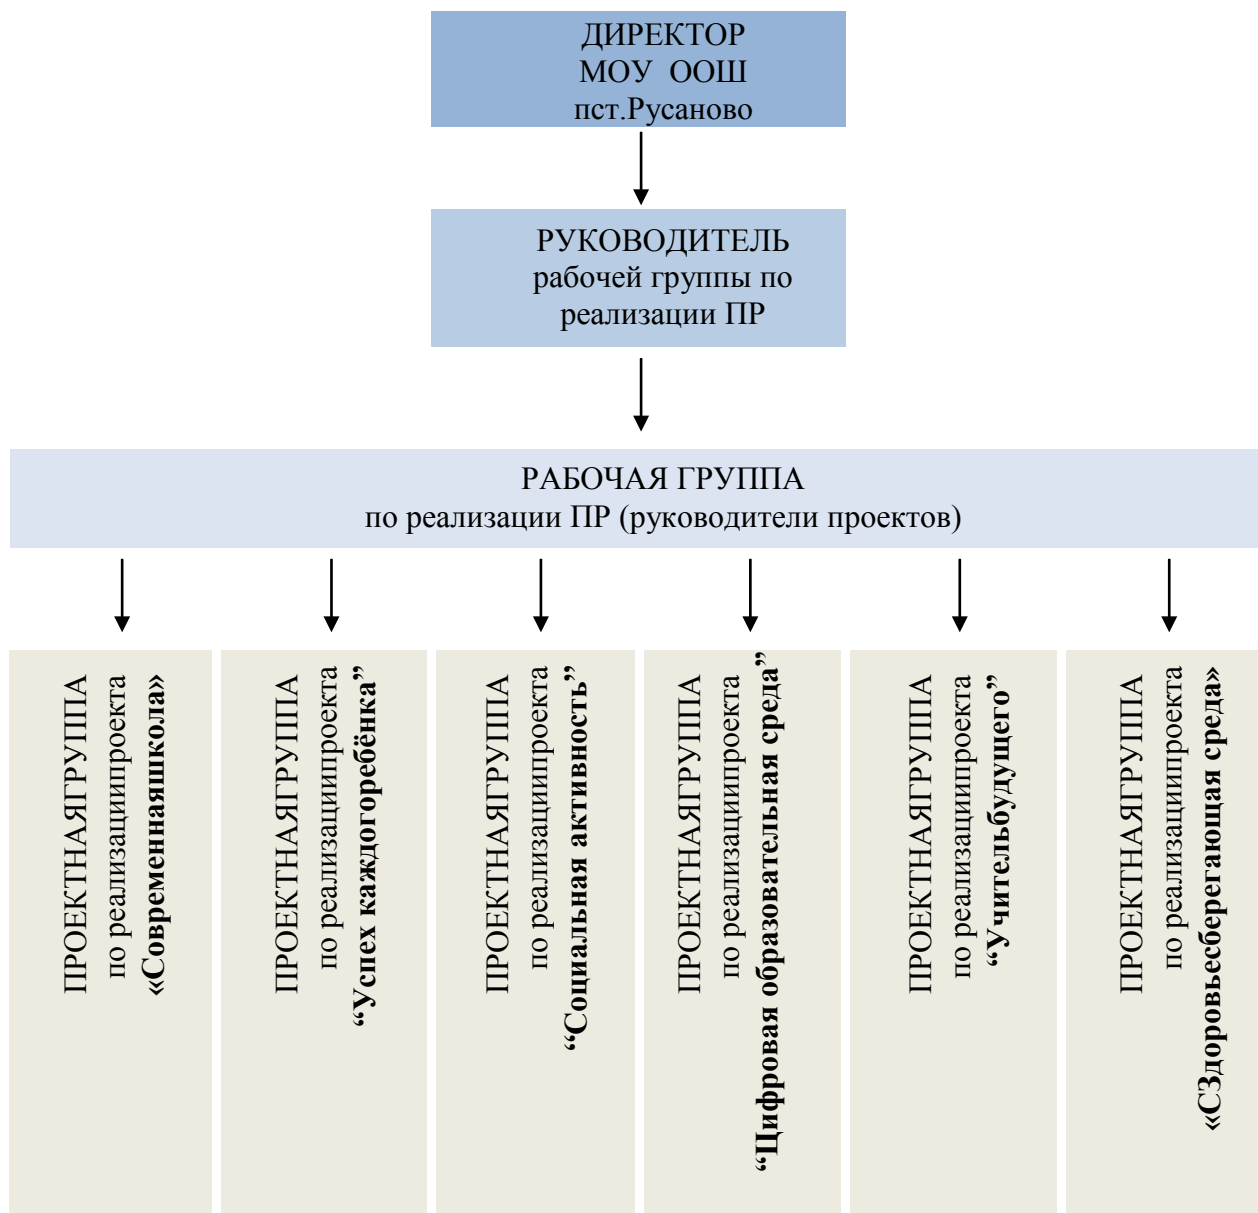 ДИРЕКТОР
МОУ ООШ
пст.Русаново
РУКОВОДИТЕЛЬ
рабочей группы по
реализации ПР
РАБОЧАЯ ГРУППА
по реализации ПР (руководители проектов)
ПРОЕКТНАЯГРУППА
по реализациипроекта
«Современнаяшкола»
ПРОЕКТНАЯГРУППА
по реализациипроекта
“Успех каждогоребёнка”
ПРОЕКТНАЯГРУППА
по реализациипроекта
“Социальная активность”
ПРОЕКТНАЯГРУППА
по реализациипроекта
“Цифровая образовательная среда”
ПРОЕКТНАЯГРУППА
по реализациипроекта
“Учительбудущего”
ПРОЕКТНАЯГРУППА
по реализациипроекта
«СЗдоровьесберегающая среда»